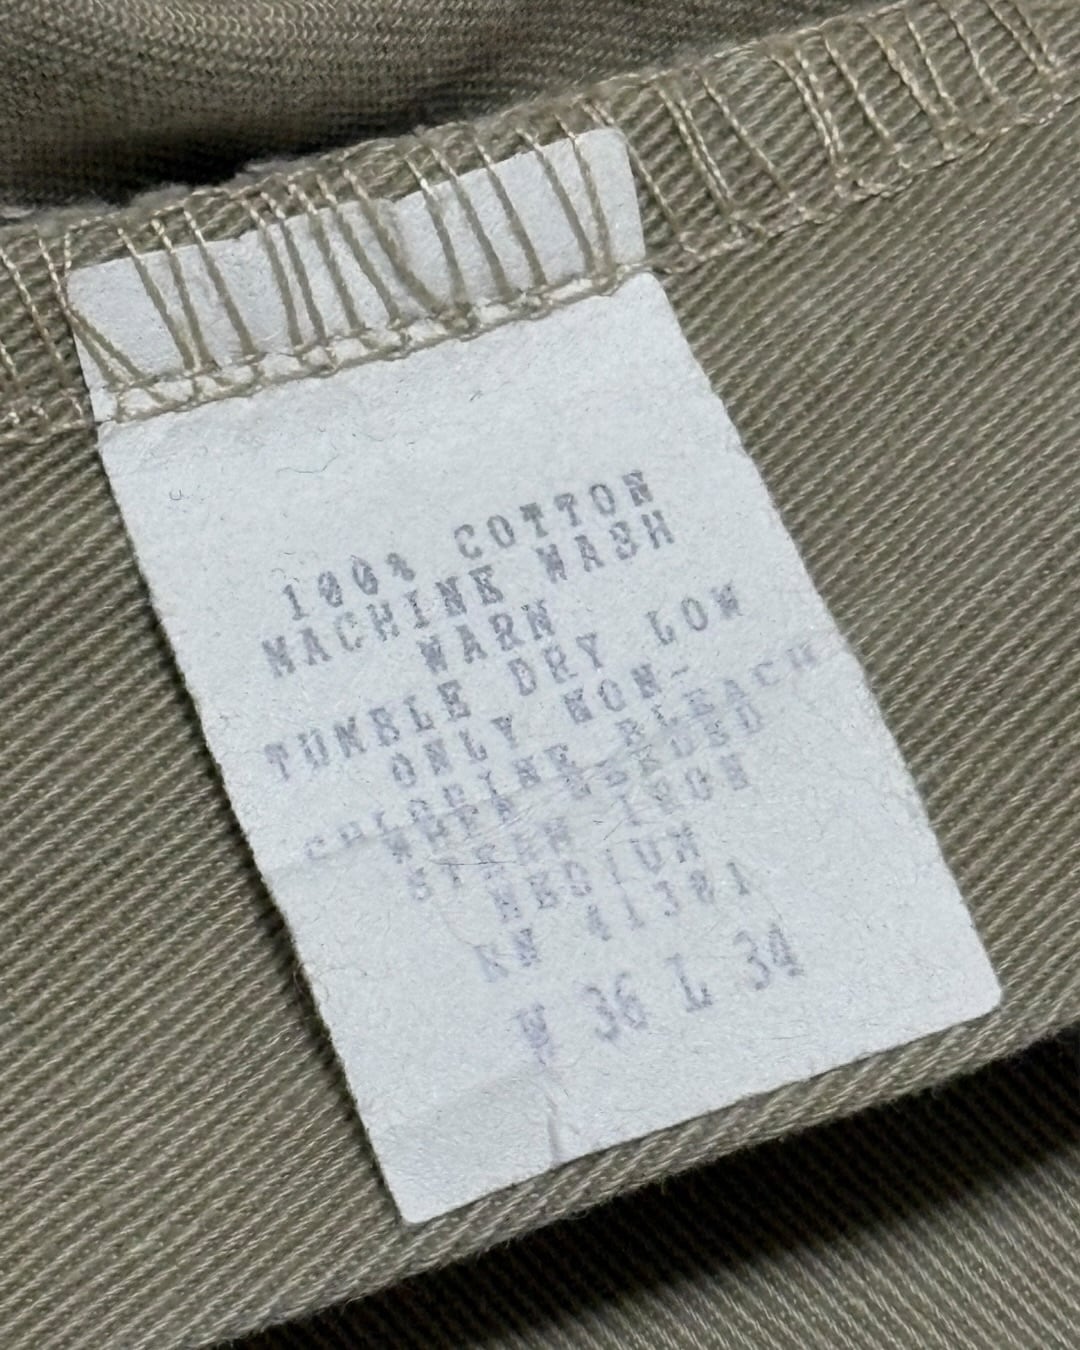 100% COTTON
MACHINE WASH
WARM
TUMBLE DRY LOW
ONLY NON-
CHLORINE BLEACH
WHEN NEEDED
STEAM IRON
MEDIUM
RN 41381
W 36 L 34